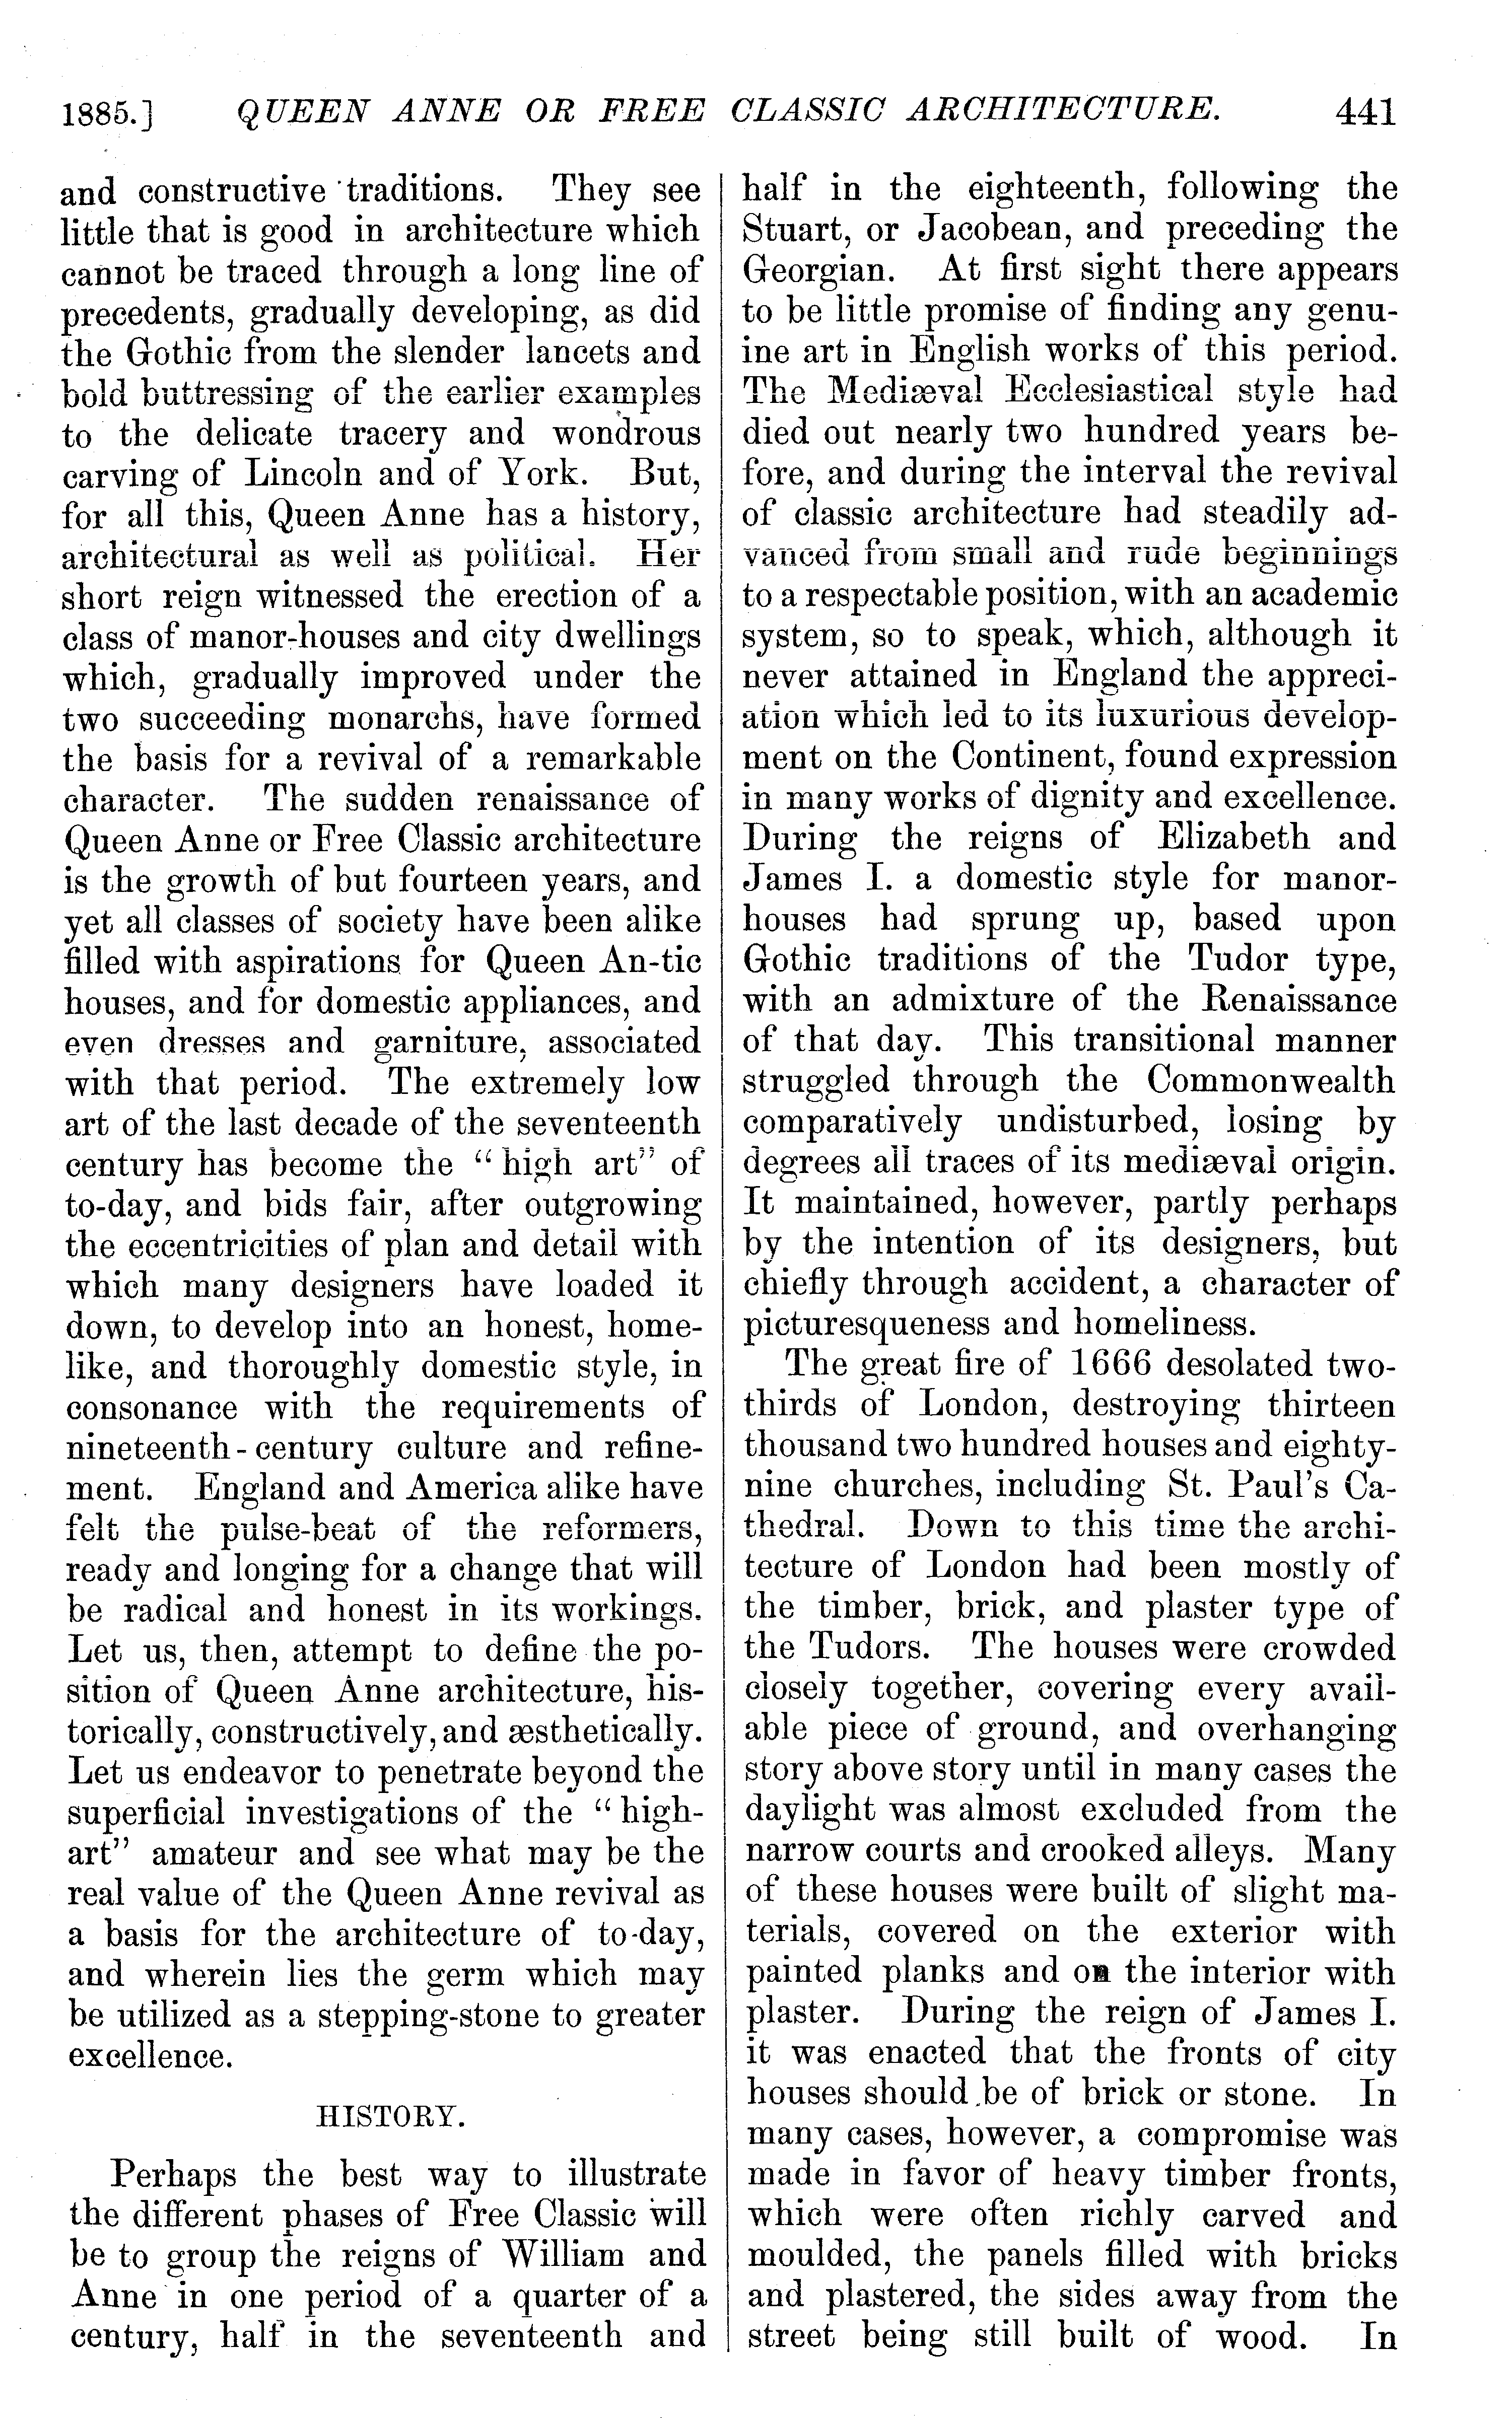 1885.] QUEEN ANNE OR FREE CLASSIC ARCHITECTURE. 441
and constructive traditions. They see
little that is good in architecture which
cannot be traced through a long line of
precedents, gradually developing, as did
the Gothic from the slender lancets and
bold buttressing of the earlier examples
to the delicate tracery and wondrous
carving of Lincoln and of York. But,
for all this, Queen Anne has a history,
architectural as well as political. Her
short reign witnessed the erection of a
class of manor-houses and city dwellings
which, gradually improved under the
two succeeding monarchs, have formed
the basis for a revival of a remarkable
character. The sudden renaissance of
Queen Anne or Free Classic architecture
is the growth of but fourteen years, and
yet all classes of society have been alike
filled with aspirations for Queen An-tic
houses, and for domestic appliances, and
even dresses and garniture, associated
with that period. The extremely low
art of the last decade of the seventeenth
century has become the “high art” of
to-day, and bids fair, after outgrowing
the eccentricities of plan and detail with
which many designers have loaded it
down, to develop into an honest, home-
like, and thoroughly domestic style, in
consonance with the requirements of
nineteenth-century culture and refine-
ment. England and America alike have
felt the pulse-beat of the reformers,
ready and longing for a change that will
be radical and honest in its workings.
Let us, then, attempt to define the po-
sition of Queen Anne architecture, his-
torically, constructively, and æsthetically.
Let us endeavor to penetrate beyond the
superficial investigations of the “high-
art” amateur and see what may be the
real value of the Queen Anne revival as
a basis for the architecture of to-day,
and wherein lies the germ which may
be utilized as a stepping-stone to greater
excellence.
HISTORY.
Perhaps the best way to illustrate
the different phases of Free Classic will
be to group the reigns of William and
Anne in one period of a quarter of a
century, half in the seventeenth and
half in the eighteenth, following the
Stuart, or Jacobean, and preceding the
Georgian. At first sight there appears
to be little promise of finding any genu-
ine art in English works of this period.
The Mediæval Ecclesiastical style had
died out nearly two hundred years be-
fore, and during the interval the revival
of classic architecture had steadily ad-
vanced from small and rude beginnings
to a respectable position, with an academic
system, so to speak, which, although it
never attained in England the appreci-
ation which led to its luxurious develop-
ment on the Continent, found expression
in many works of dignity and excellence.
During the reigns of Elizabeth and
James I. a domestic style for manor-
houses had sprung up, based upon
Gothic traditions of the Tudor type,
with an admixture of the Renaissance
of that day. This transitional manner
struggled through the Commonwealth
comparatively undisturbed, losing by
degrees all traces of its mediæval origin.
It maintained, however, partly perhaps
by the intention of its designers, but
chiefly through accident, a character of
picturesqueness and homeliness.
The great fire of 1666 desolated two-
thirds of London, destroying thirteen
thousand two hundred houses and eighty-
nine churches, including St. Paul's Ca-
thedral. Down to this time the archi-
tecture of London had been mostly of
the timber, brick, and plaster type of
the Tudors. The houses were crowded
closely together, covering every avail-
able piece of ground, and overhanging
story above story until in many cases the
daylight was almost excluded from the
narrow courts and crooked alleys. Many
of these houses were built of slight ma-
terials, covered on the exterior with
painted planks and on the interior with
plaster. During the reign of James I.
it was enacted that the fronts of city
houses should be of brick or stone. In
many cases, however, a compromise was
made in favor of heavy timber fronts,
which were often richly carved and
moulded, the panels filled with bricks
and plastered, the sides away from the
street being still built of wood. In